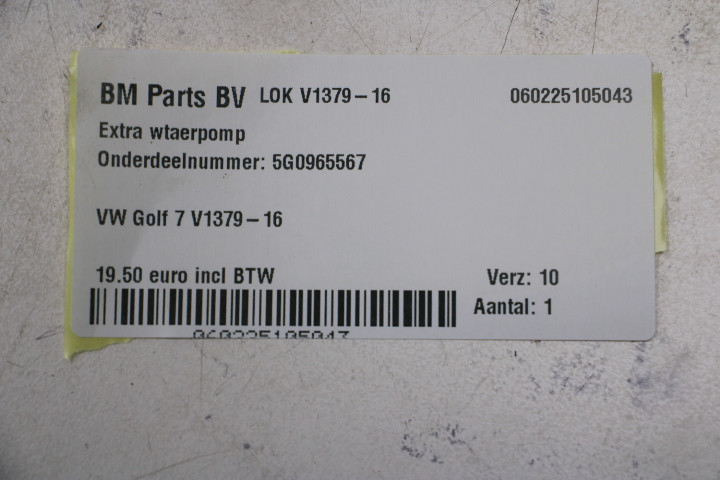 BM Parts BV LOK V1379-16 060225105043
Extra wtaerpomp
Onderdeelnummer: 5G0965567
VW Golf 7 V1379-16
19.50 euro incl BTW Verz: 10
Aantal: 1
060225105043